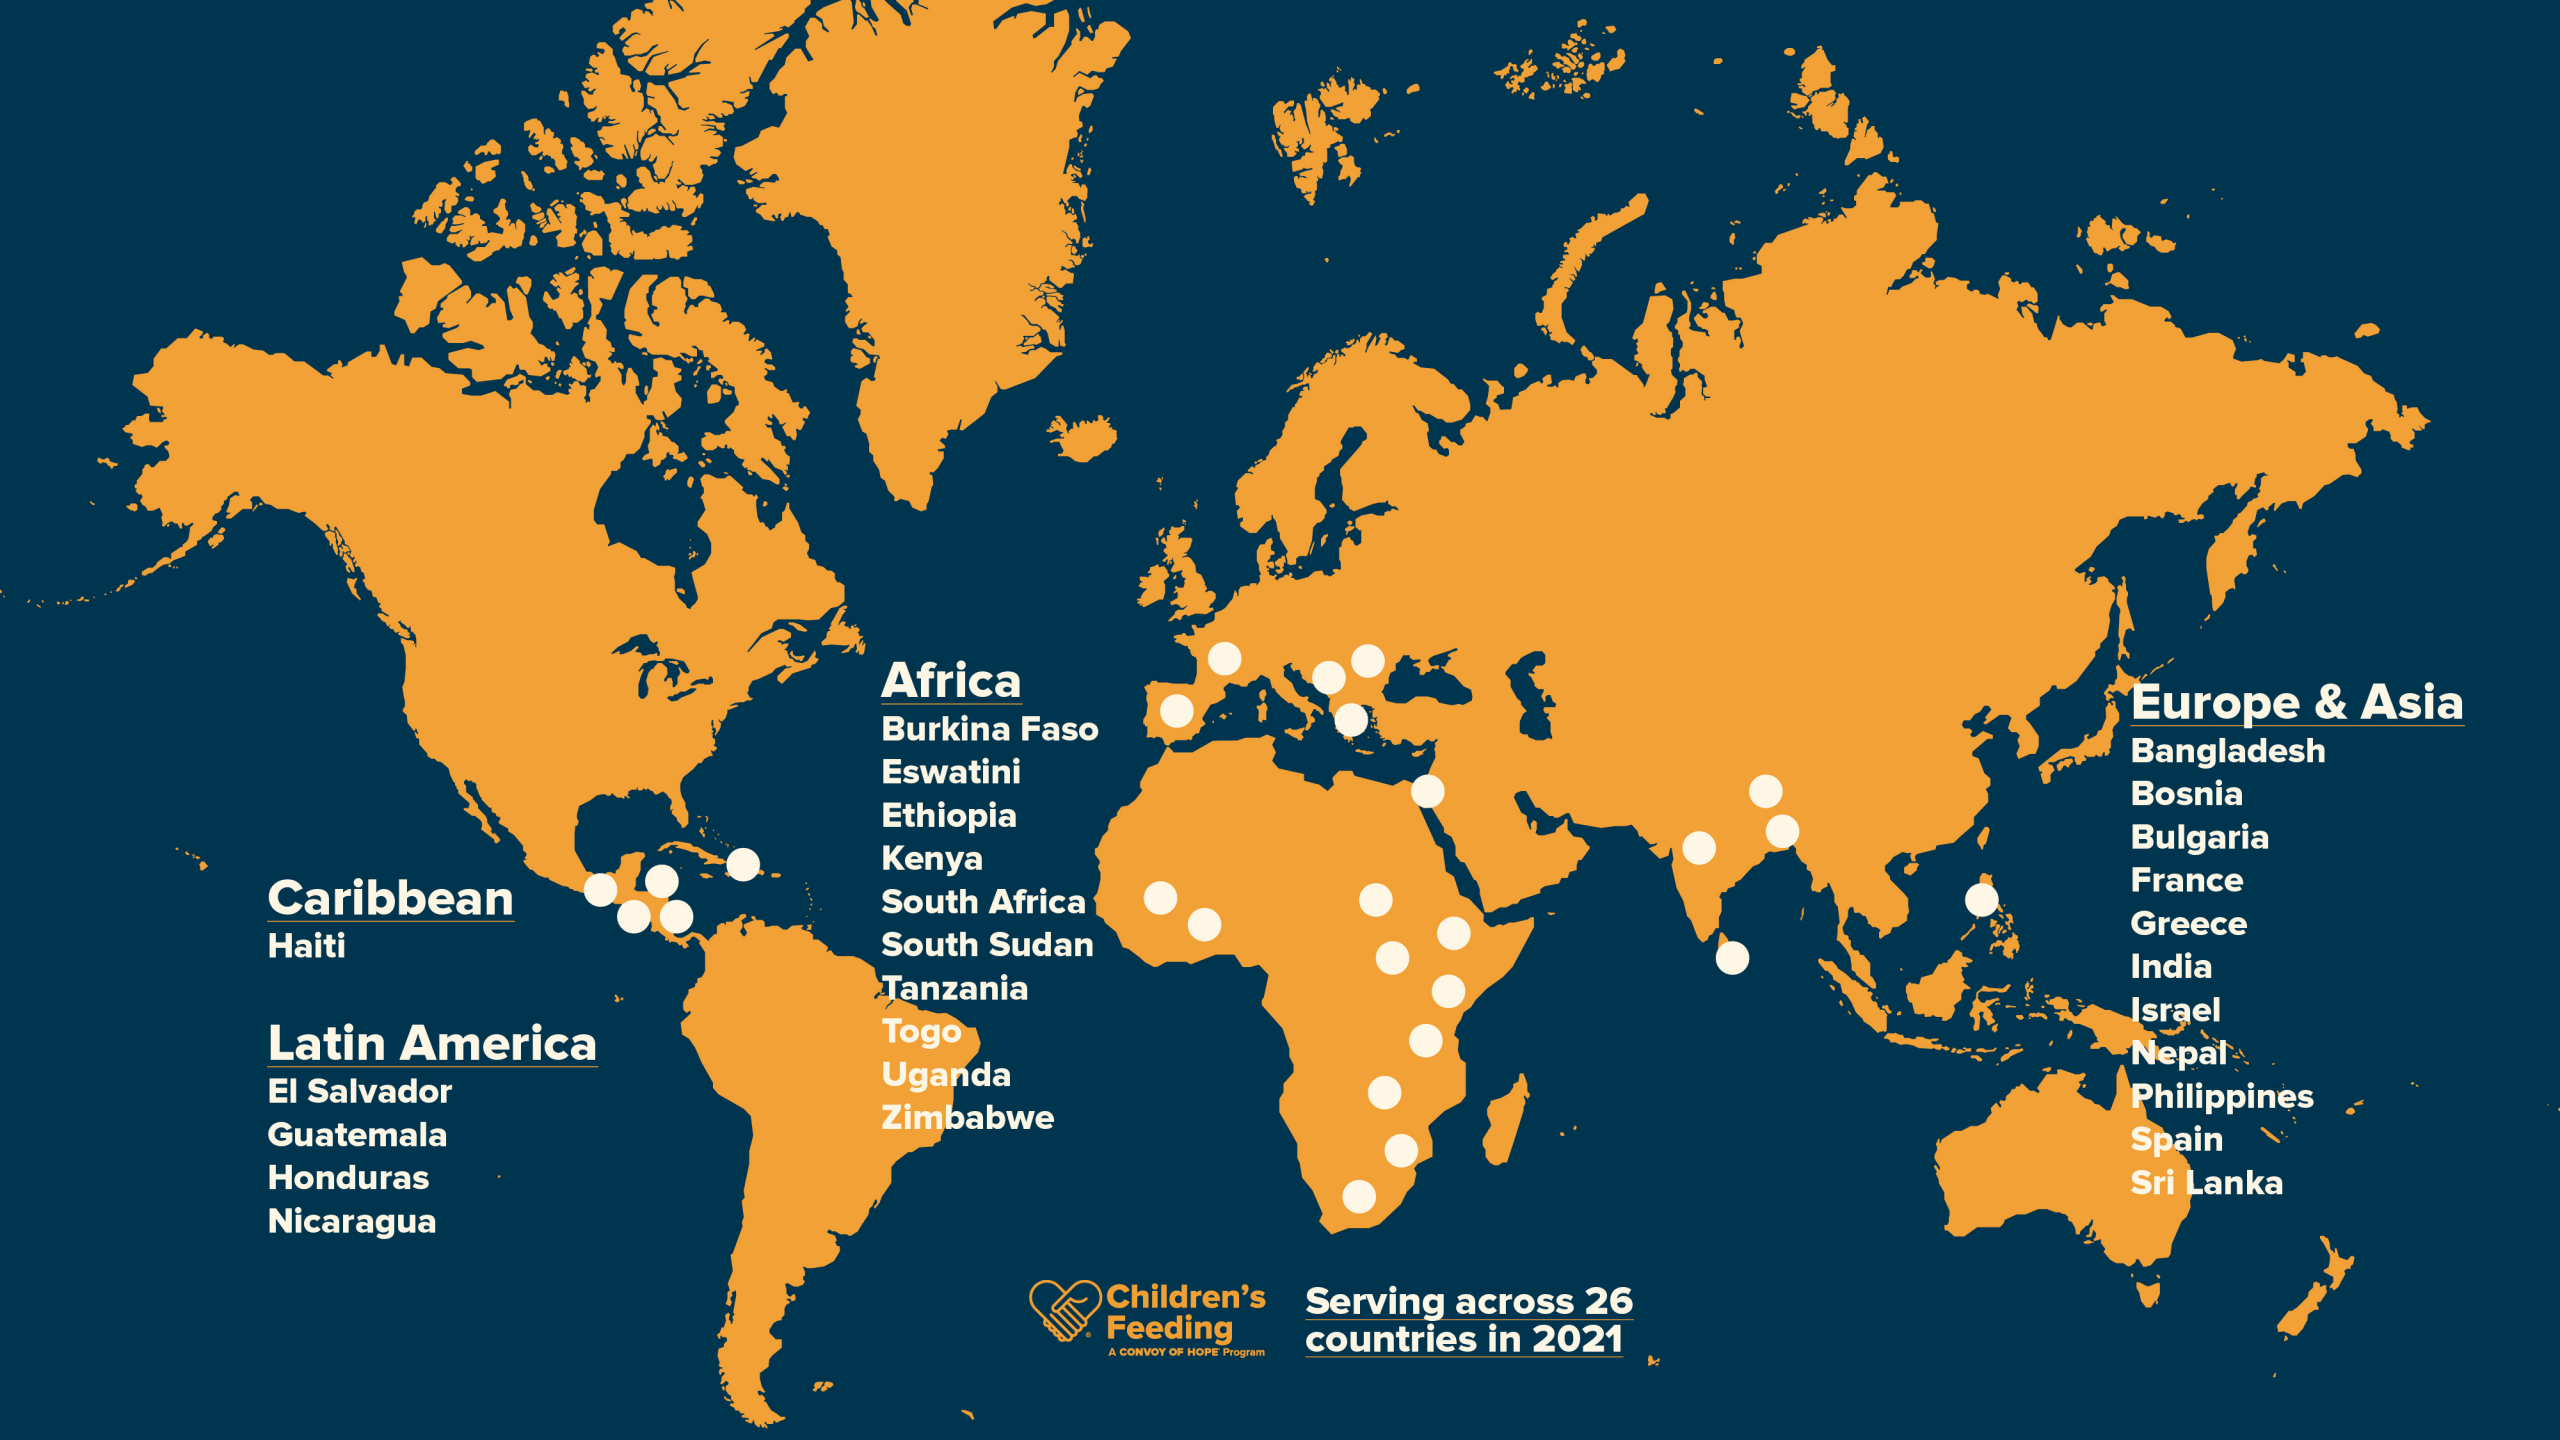 Caribbean
Haiti
Latin America
El Salvador
Guatemala
Honduras
Nicaragua
Africa
Burkina Faso
Eswatini
Ethiopia
Kenya
South Africa
South Sudan
Tanzania
Togo
Uganda
Zimbabwe
Europe & Asia
Bangladesh
Bosnia
Bulgaria
France
Greece
India
Israel
Nepal
Philippines
Spain
Sri Lanka
Children's
Feeding
A CONVOY OF HOPE® Program
Serving across 26
countries in 2021